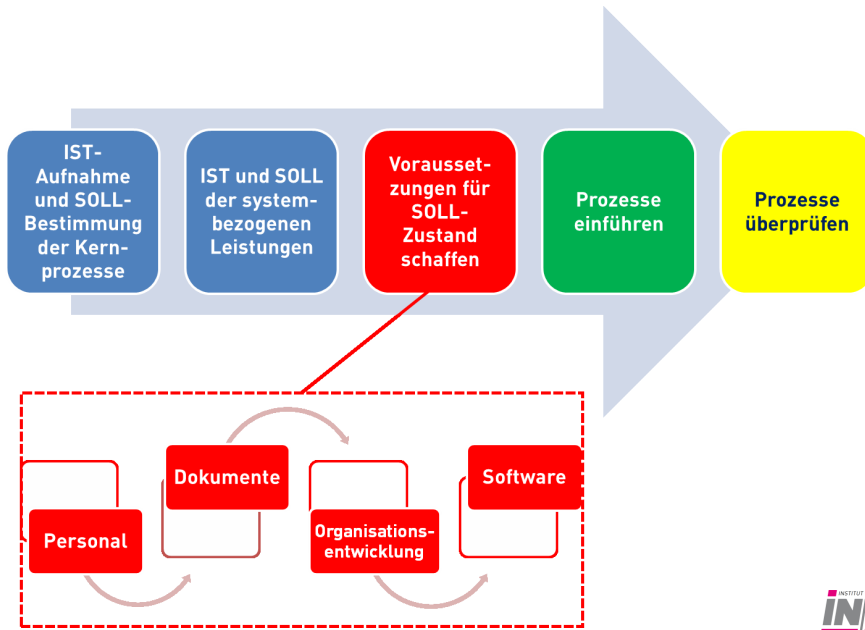 IST-
Aufnahme
und SOLL-
Bestimmung
der Kern-
prozesse
IST und SOLL
der system-
bezogenen
Leistungen
Vorausset-
zungen für
SOLL-
Zustand
schaffen
Prozesse
einführen
Prozesse
überprüfen
Personal
Dokumente
Organisations-
entwicklung
Software
INSTITUT